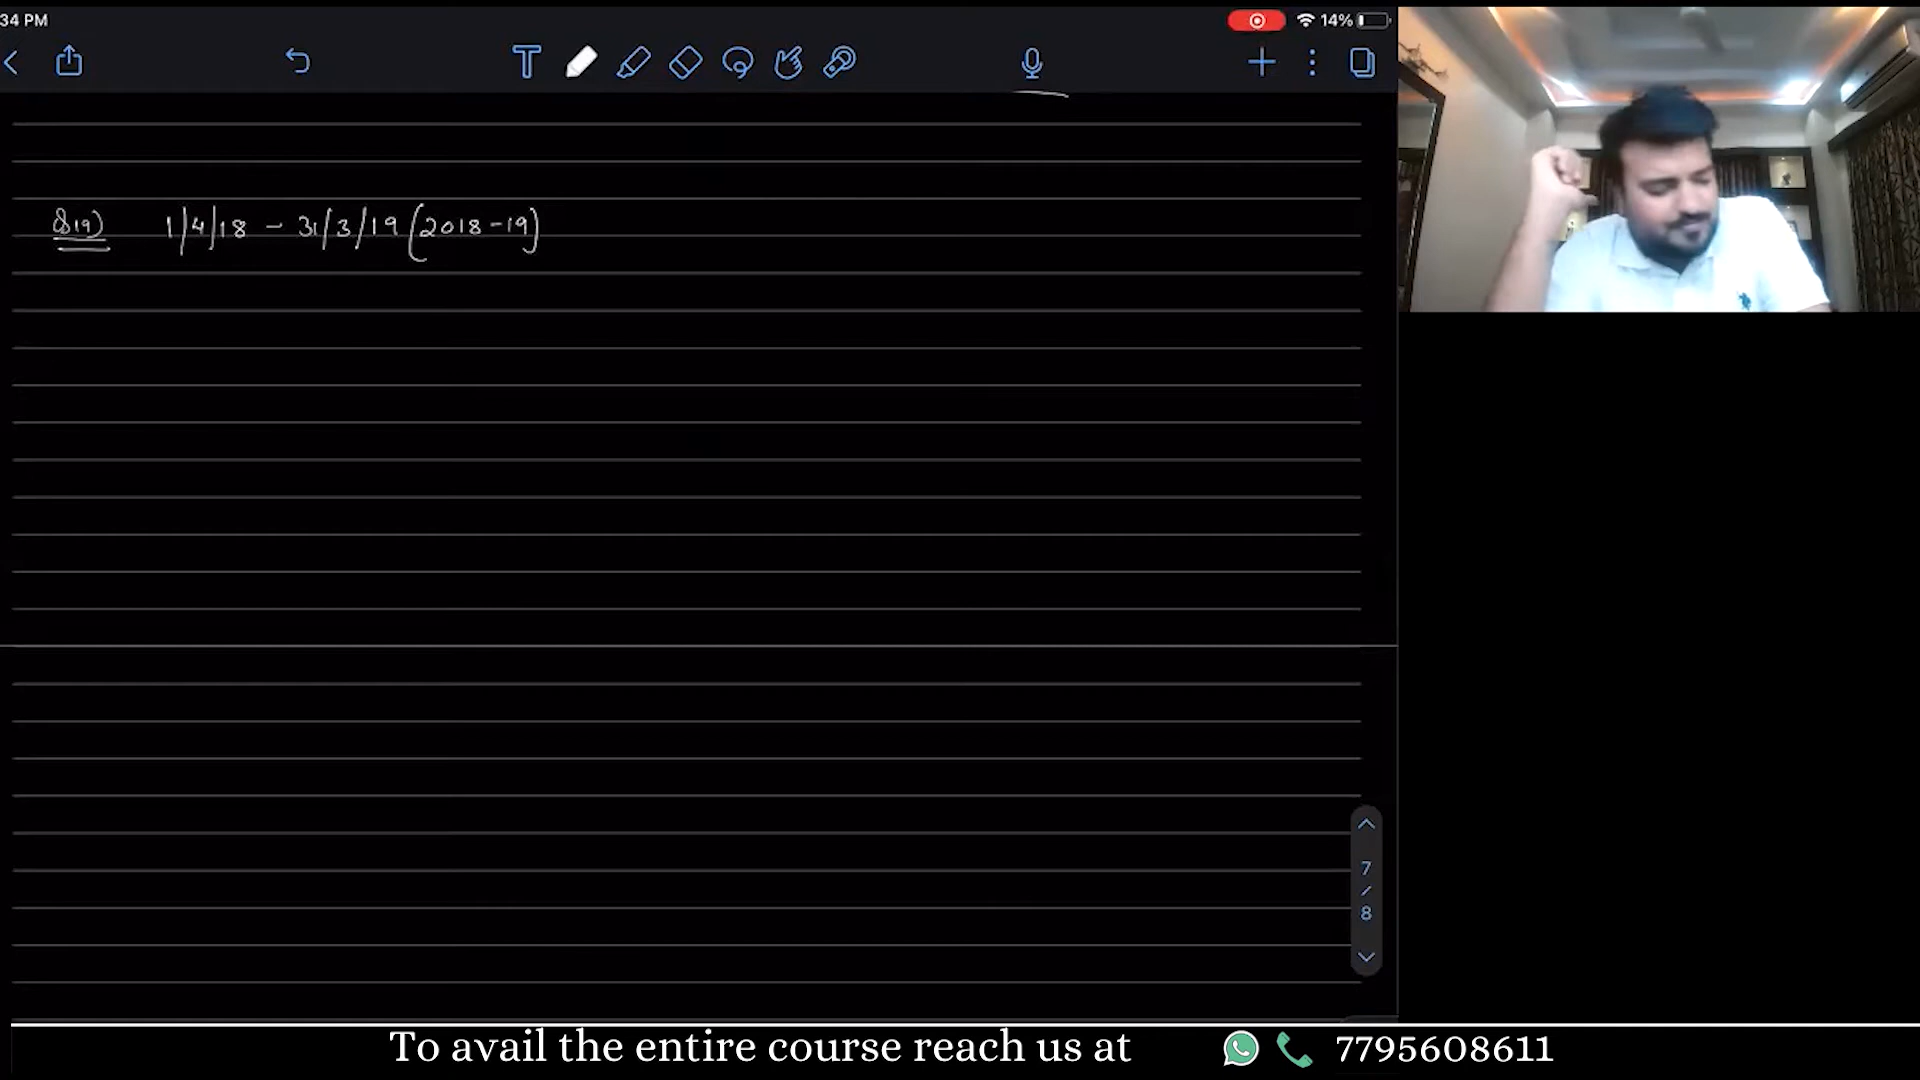 34 PM
14%
T
Q19) 1/4/18 - 31/3/19 (2018-19)
7
/
8
To avail the entire course reach us at 7795608611